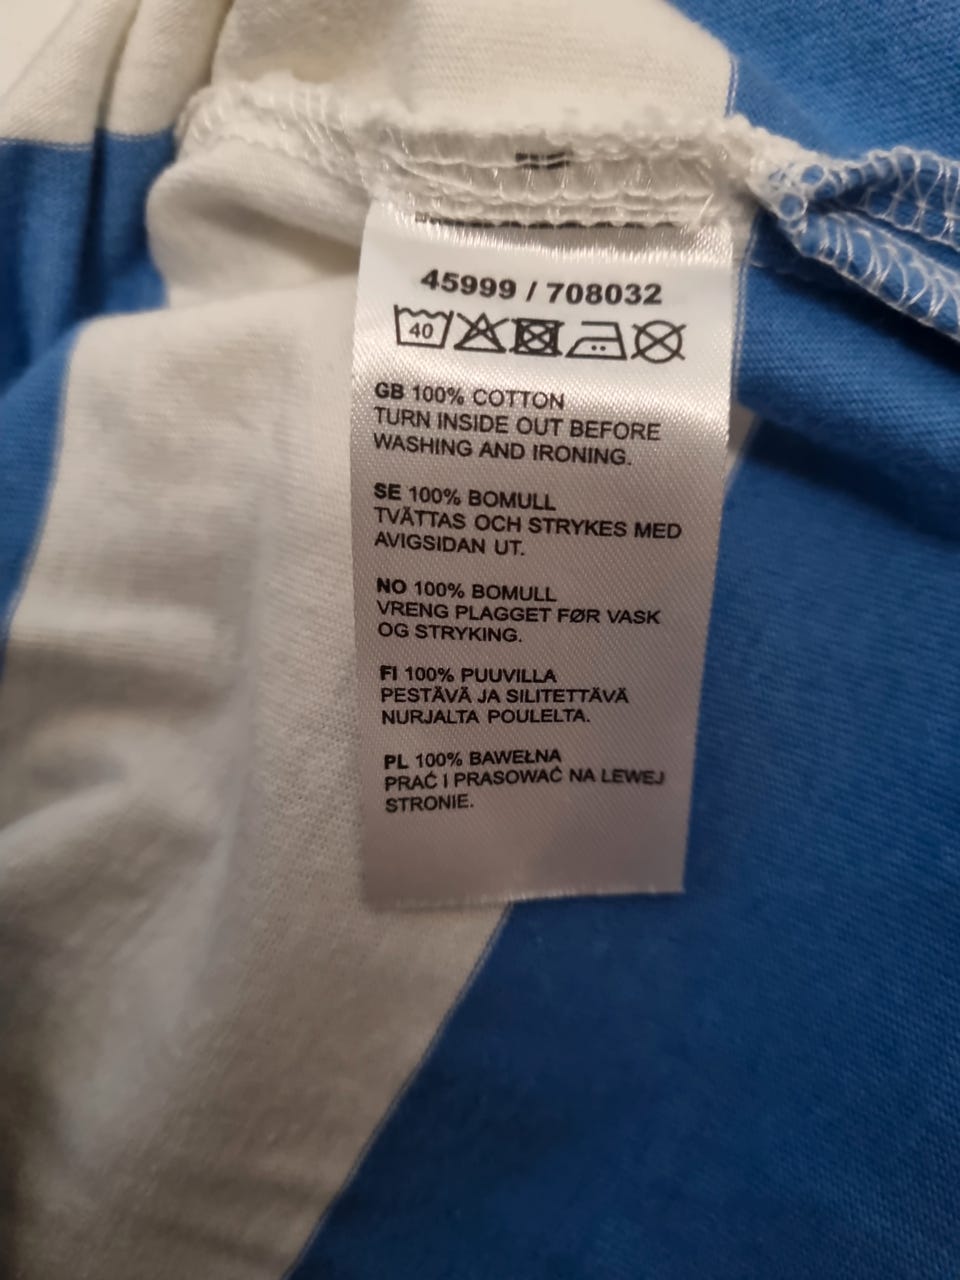 45999 / 708032
40
GB 100% COTTON
TURN INSIDE OUT BEFORE
WASHING AND IRONING.
SE 100% BOMULL
TVÄTTAS OCH STRYKES MED
AVIGSIDAN UT.
NO 100% BOMULL
VRENG PLAGGET FØR VASK
OG STRYKING.
FI 100% PUUVILLA
PESTÄVÄ JA SILITETTÄVÄ
NURJALTA POULELTA.
PL 100% BAWEŁNA
PRAĆ I PRASOWAĆ NA LEWEJ
STRONIE.